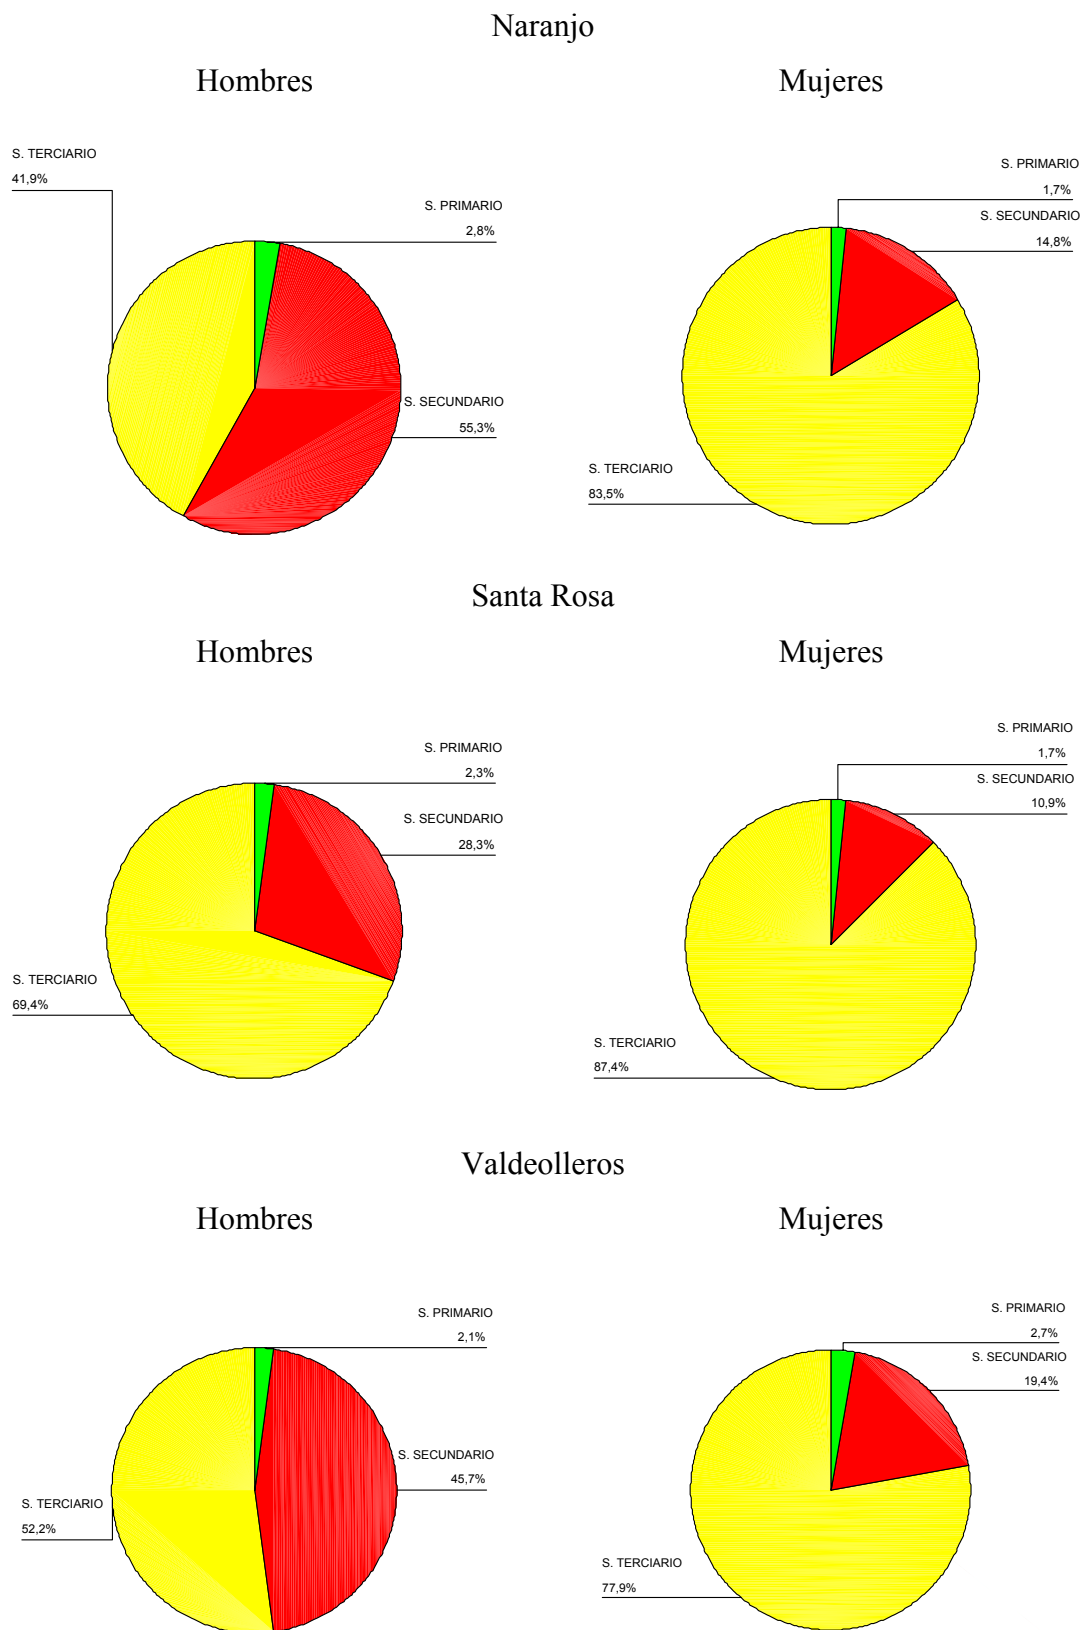 Naranjo
Hombres
Mujeres
S. TERCIARIO
41,9%
S. PRIMARIO
2,8%
S. SECUNDARIO
55,3%
S. PRIMARIO
1,7%
S. SECUNDARIO
14,8%
S. TERCIARIO
83,5%
Santa Rosa
Hombres
Mujeres
S. PRIMARIO
2,3%
S. SECUNDARIO
28,3%
S. TERCIARIO
69,4%
S. PRIMARIO
1,7%
S. SECUNDARIO
10,9%
S. TERCIARIO
87,4%
Valdeolleros
Hombres
Mujeres
S. PRIMARIO
2,1%
S. SECUNDARIO
45,7%
S. TERCIARIO
52,2%
S. PRIMARIO
2,7%
S. SECUNDARIO
19,4%
S. TERCIARIO
77,9%